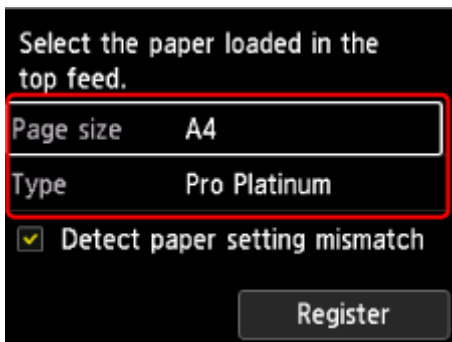 Select the paper loaded in the
top feed.
Page size A4
Type Pro Platinum
Detect paper setting mismatch
Register